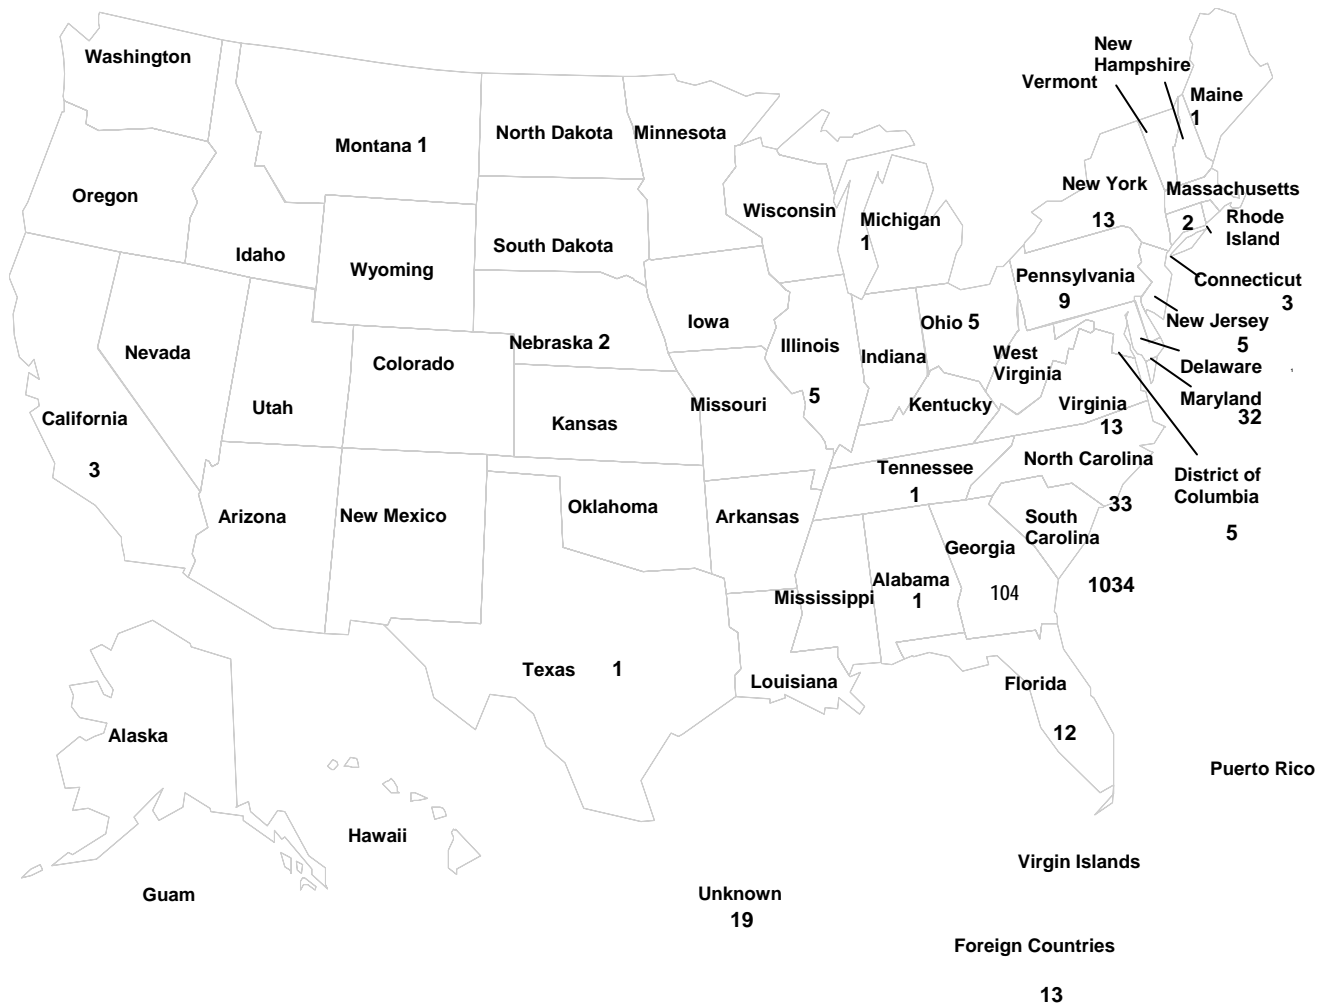 New
Hampshire
Washington
Vermont
Maine
1
North Dakota
Minnesota
Montana 1
New York
13
Massachusetts
2
Rhode
Island
Oregon
Wisconsin
Michigan
1
South Dakota
Idaho
Wyoming
Pennsylvania
9
Connecticut
3
Iowa
Ohio 5
New Jersey
5
Nebraska 2
Illinois
5
Indiana
West
Virginia
Nevada
Colorado
Delaware
Utah
California
3
Kansas
Missouri
Kentucky
Virginia
13
Maryland
32
Tennessee
1
North Carolina
33
District of
Columbia
5
Arizona
New Mexico
Oklahoma
Arkansas
South
Carolina
1034
Georgia
104
Mississippi
Alabama
1
Texas 1
Louisiana
Florida
12
Alaska
Puerto Rico
Hawaii
Virgin Islands
Guam
Unknown
19
Foreign Countries
13